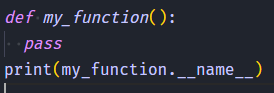 def my_function():
  pass
print(my_function.__name__)